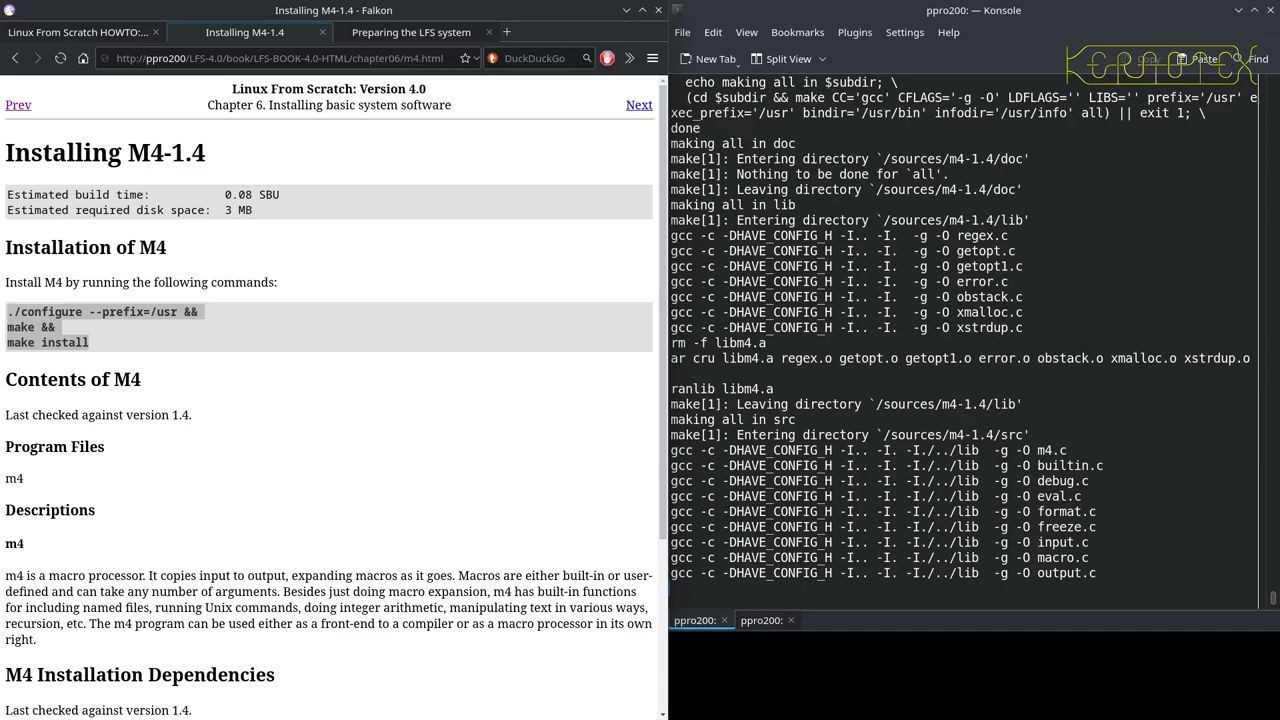 Installing M4-1.4 - Falkon
Linux From Scratch HOWTO:...
Installing M4-1.4
Preparing the LFS system
http://ppro200/LFS-4.0/book/LFS-BOOK-4.0-HTML/chapter06/m4.html
DuckDuckGo
Linux From Scratch: Version 4.0
Prev
Chapter 6. Installing basic system software
Next
Installing M4-1.4
Estimated build time: 0.08 SBU
Estimated required disk space: 3 MB
Installation of M4
Install M4 by running the following commands:
./configure --prefix=/usr &&
make &&
make install
Contents of M4
Last checked against version 1.4.
Program Files
m4
Descriptions
m4
m4 is a macro processor. It copies input to output, expanding macros as it goes. Macros are either built-in or user-
defined and can take any number of arguments. Besides just doing macro expansion, m4 has built-in functions
for including named files, running Unix commands, doing integer arithmetic, manipulating text in various ways,
recursion, etc. The m4 program can be used either as a front-end to a compiler or as a macro processor in its own
right.
M4 Installation Dependencies
Last checked against version 1.4.
ppro200: — Konsole
File Edit View Bookmarks Plugins Settings Help
New Tab Split View Copy Paste Find
echo making all in $subdir; \
(cd $subdir && make CC='gcc' CFLAGS='-g -O' LDFLAGS='' LIBS='' prefix='/usr' e
xec_prefix='/usr' bindir='/usr/bin' infodir='/usr/info' all) || exit 1; \
done
making all in doc
make[1]: Entering directory `/sources/m4-1.4/doc'
make[1]: Nothing to be done for `all'.
make[1]: Leaving directory `/sources/m4-1.4/doc'
making all in lib
make[1]: Entering directory `/sources/m4-1.4/lib'
gcc -c -DHAVE_CONFIG_H -I.. -I.  -g -O regex.c
gcc -c -DHAVE_CONFIG_H -I.. -I.  -g -O getopt.c
gcc -c -DHAVE_CONFIG_H -I.. -I.  -g -O getopt1.c
gcc -c -DHAVE_CONFIG_H -I.. -I.  -g -O error.c
gcc -c -DHAVE_CONFIG_H -I.. -I.  -g -O obstack.c
gcc -c -DHAVE_CONFIG_H -I.. -I.  -g -O xmalloc.c
gcc -c -DHAVE_CONFIG_H -I.. -I.  -g -O xstrdup.c
rm -f libm4.a
ar cru libm4.a regex.o getopt.o getopt1.o error.o obstack.o xmalloc.o xstrdup.o
ranlib libm4.a
make[1]: Leaving directory `/sources/m4-1.4/lib'
making all in src
make[1]: Entering directory `/sources/m4-1.4/src'
gcc -c -DHAVE_CONFIG_H -I.. -I. -I./../lib  -g -O m4.c
gcc -c -DHAVE_CONFIG_H -I.. -I. -I./../lib  -g -O builtin.c
gcc -c -DHAVE_CONFIG_H -I.. -I. -I./../lib  -g -O debug.c
gcc -c -DHAVE_CONFIG_H -I.. -I. -I./../lib  -g -O eval.c
gcc -c -DHAVE_CONFIG_H -I.. -I. -I./../lib  -g -O format.c
gcc -c -DHAVE_CONFIG_H -I.. -I. -I./../lib  -g -O freeze.c
gcc -c -DHAVE_CONFIG_H -I.. -I. -I./../lib  -g -O input.c
gcc -c -DHAVE_CONFIG_H -I.. -I. -I./../lib  -g -O macro.c
gcc -c -DHAVE_CONFIG_H -I.. -I. -I./../lib  -g -O output.c
ppro200: ppro200: